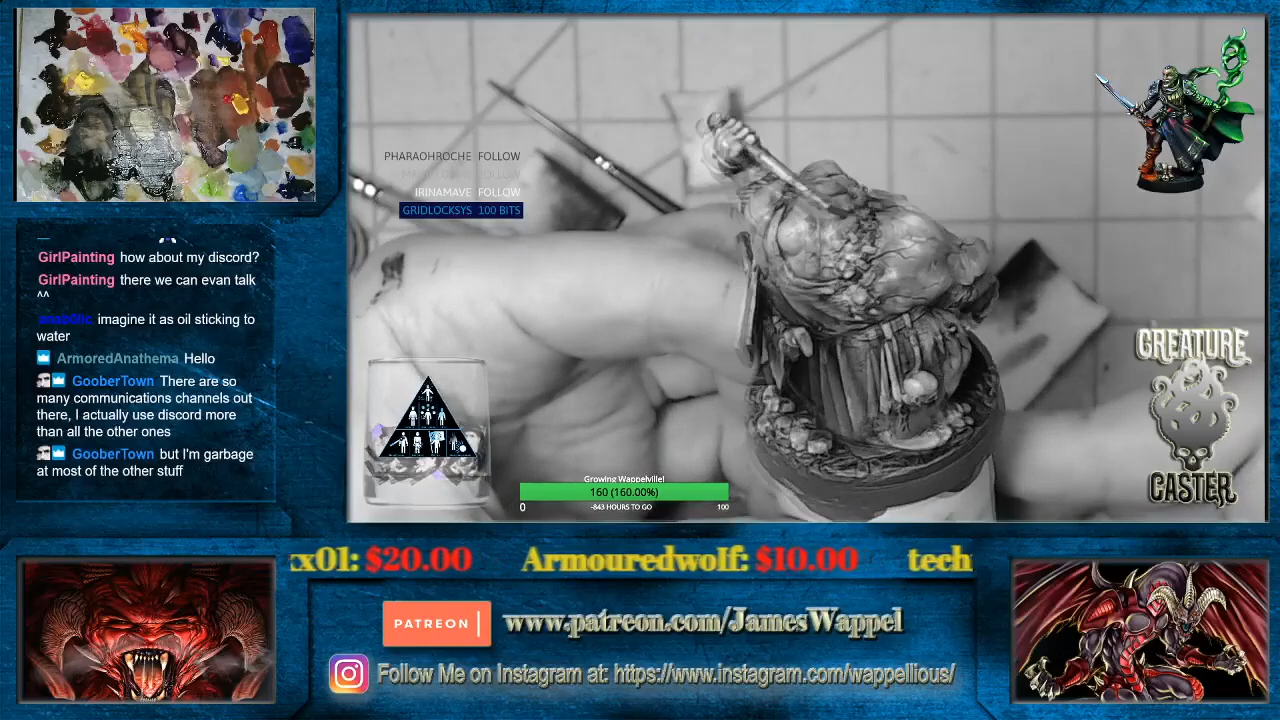 GirlPainting how about my discord?
GirlPainting there we can evan talk
^^
imagine it as oil sticking to
water
ArmoredAnathema Hello
GooberTown There are so
many communications channels out
there, I actually use discord more
than all the other ones
GooberTown but I'm garbage
at most of the other stuff
PHARAOHROCHE FOLLOW
FOLLOW
IRINAMAVE FOLLOW
GRIDLOCKSYS 100 BITS
Growing Wappelville!
160 (160.00%)
0 -843 HOURS TO GO 100
CREATURE
CASTER
x01: $20.00 Armouredwolf: $10.00 tech
PATREON www.patreon.com/JamesWappel
Follow Me on Instagram at: https://www.instagram.com/wappellious/